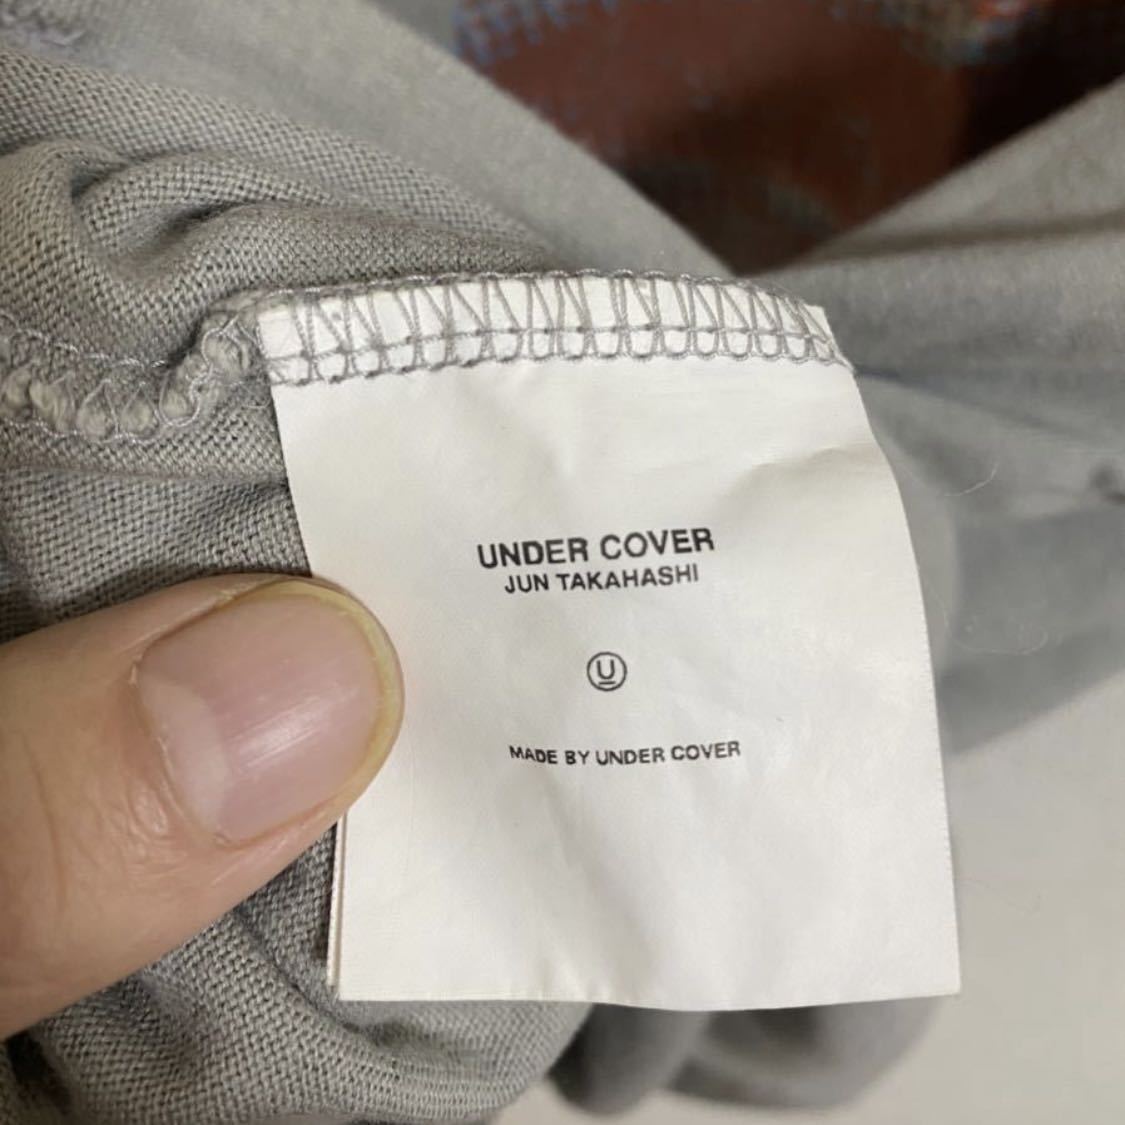 UNDER COVER
JUN TAKAHASHI
U
MADE BY UNDER COVER